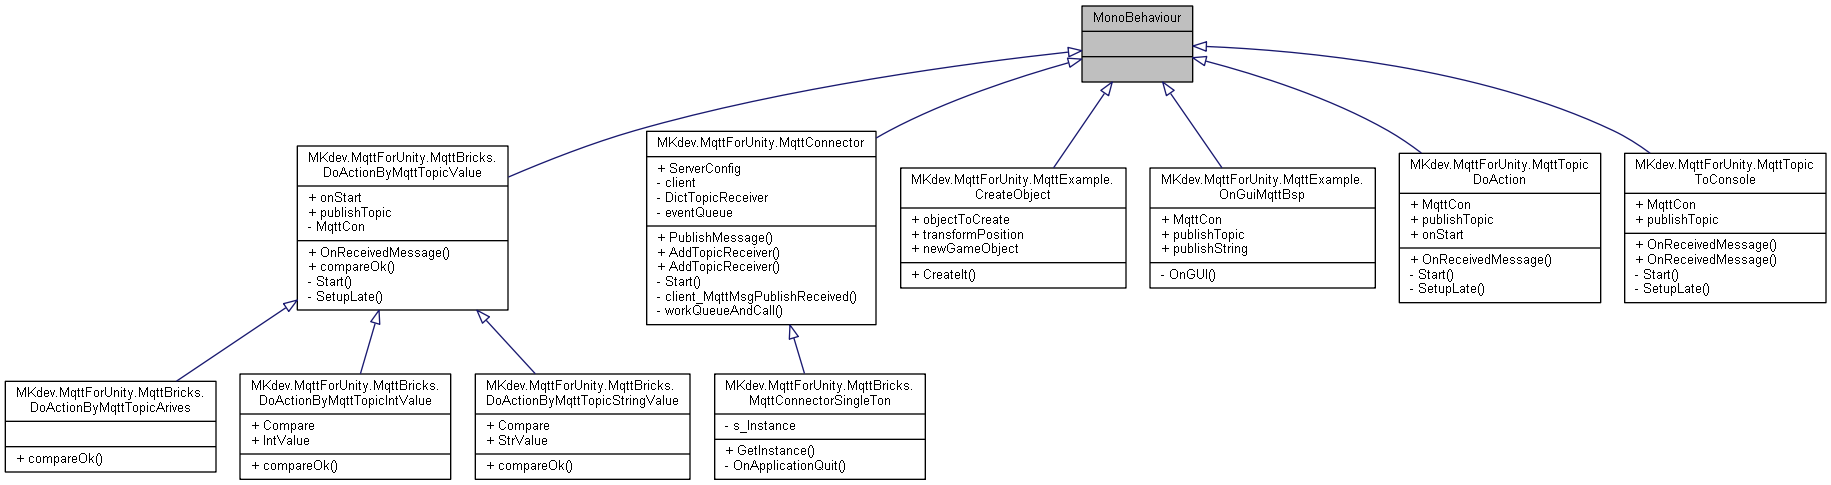 MonoBehaviour
MKdev.MqttForUnity.MqttBricks.
DoActionByMqttTopicValue
+ onStart
+ publishTopic
- MqttCon
+ OnReceivedMessage()
+ compareOk()
- Start()
- SetupLate()
MKdev.MqttForUnity.MqttConnector
+ ServerConfig
- client
- DictTopicReceiver
- eventQueue
+ PublishMessage()
+ AddTopicReceiver()
+ AddTopicReceiver()
- Start()
- client_MqttMsgPublishReceived()
- workQueueAndCall()
MKdev.MqttForUnity.MqttExample.
CreateObject
+ objectToCreate
+ transformPosition
+ newGameObject
+ CreateIt()
MKdev.MqttForUnity.MqttExample.
OnGuiMqttBsp
+ MqttCon
+ publishTopic
+ publishString
- OnGUI()
MKdev.MqttForUnity.MqttTopic
DoAction
+ MqttCon
+ publishTopic
+ onStart
+ OnReceivedMessage()
- Start()
- SetupLate()
MKdev.MqttForUnity.MqttTopic
ToConsole
+ MqttCon
+ publishTopic
+ OnReceivedMessage()
+ OnReceivedMessage()
- Start()
- SetupLate()
MKdev.MqttForUnity.MqttBricks.
DoActionByMqttTopicArives
+ compareOk()
MKdev.MqttForUnity.MqttBricks.
DoActionByMqttTopicIntValue
+ Compare
+ IntValue
+ compareOk()
MKdev.MqttForUnity.MqttBricks.
DoActionByMqttTopicStringValue
+ Compare
+ StrValue
+ compareOk()
MKdev.MqttForUnity.MqttBricks.
MqttConnectorSingleTon
- s_Instance
+ GetInstance()
- OnApplicationQuit()